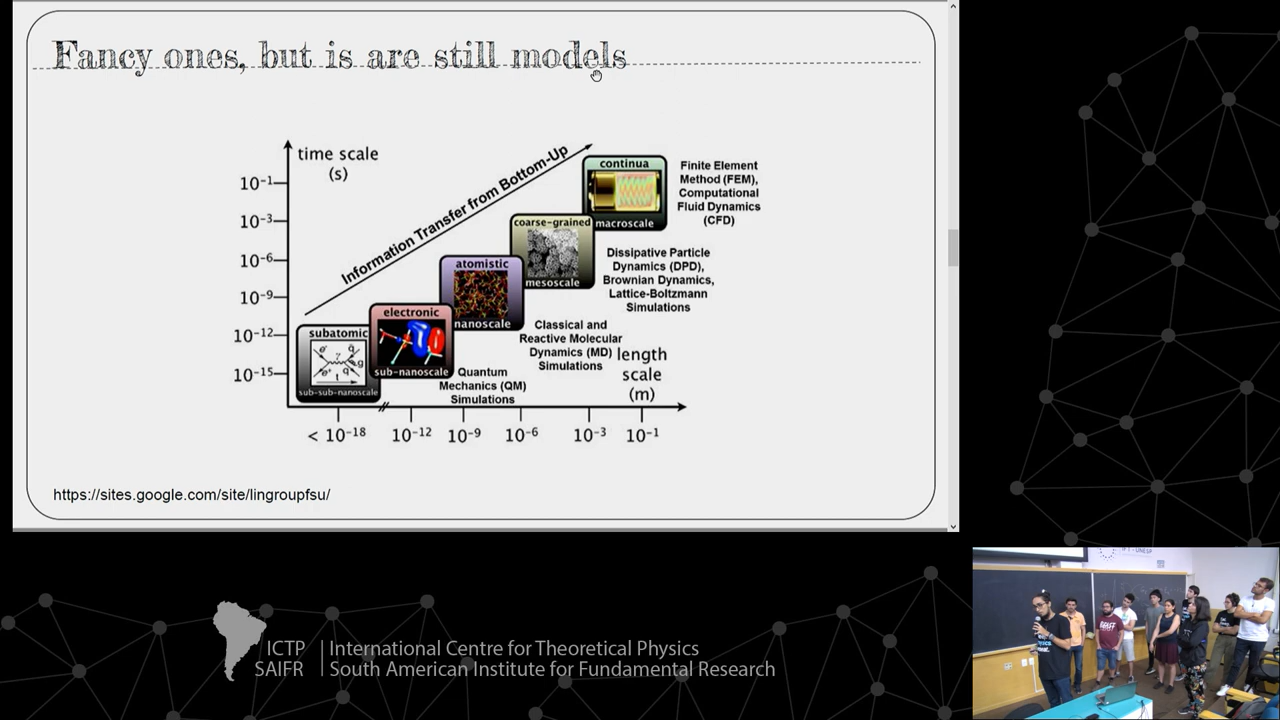 Fancy ones, but is are still models
time scale
(s)
10⁻¹
10⁻³
10⁻⁶
10⁻⁹
10⁻¹²
10⁻¹⁵
Information Transfer from Bottom-Up
continua
macroscale
Finite Element
Method (FEM),
Computational
Fluid Dynamics
(CFD)
coarse-grained
mesoscale
Dissipative Particle
Dynamics (DPD),
Brownian Dynamics,
Lattice-Boltzmann
Simulations
atomistic
nanoscale
Classical and
Reactive Molecular
Dynamics (MD)
Simulations
electronic
sub-nanoscale
Quantum
Mechanics (QM)
Simulations
subatomic
sub-sub-nanoscale
length
scale
(m)
< 10⁻¹⁸
10⁻¹²
10⁻⁹
10⁻⁶
10⁻³
10⁻¹
https://sites.google.com/site/lingroupfsu/
ICTP
SAIFR
International Centre for Theoretical Physics
South American Institute for Fundamental Research